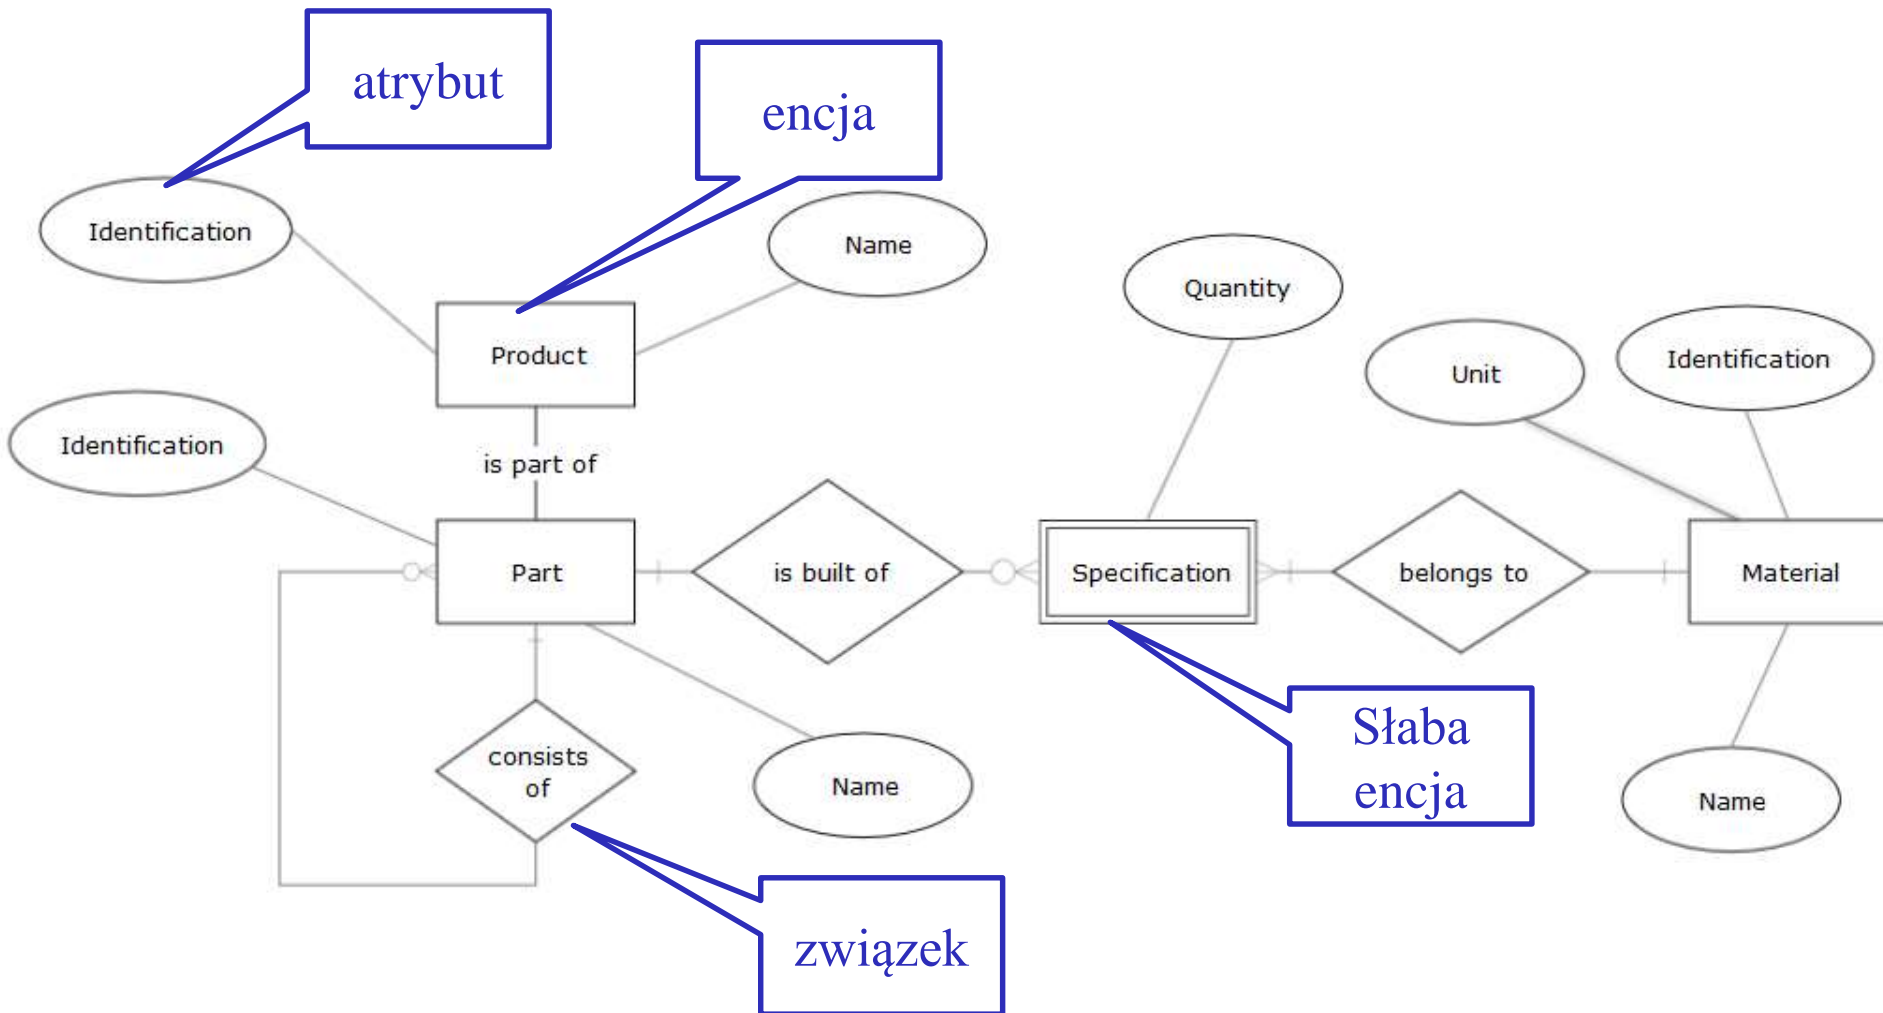 atrybut
encja
Identification
Name
Quantity
Product
Unit
Identification
Identification
is part of
Part
is built of
Specification
belongs to
Material
consists
of
Name
Słaba
encja
Name
związek